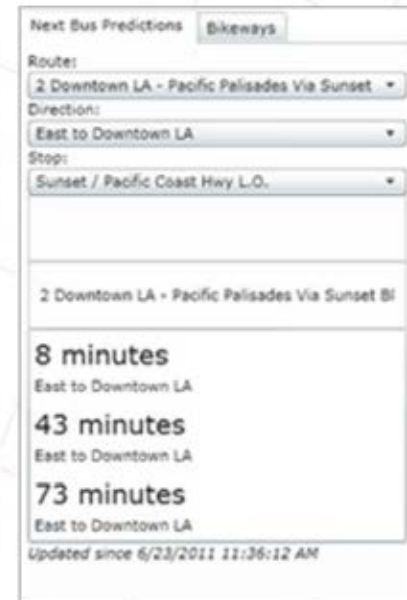 Next Bus Predictions Bikeways
Route:
2 Downtown LA - Pacific Palisades Via Sunset
Direction:
East to Downtown LA
Stop:
Sunset / Pacific Coast Hwy L.O.
2 Downtown LA - Pacific Palisades Via Sunset Bl
8 minutes
East to Downtown LA
43 minutes
East to Downtown LA
73 minutes
East to Downtown LA
Updated since 6/23/2011 11:36:12 AM